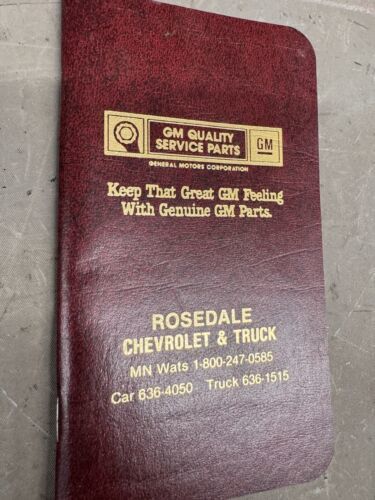 GM QUALITY
SERVICE PARTS
GM
GENERAL MOTORS CORPORATION
Keep That Great GM Feeling
With Genuine GM Parts.
ROSEDALE
CHEVROLET & TRUCK
MN Wats 1-800-247-0585
Car 636-4050 Truck 636-1515